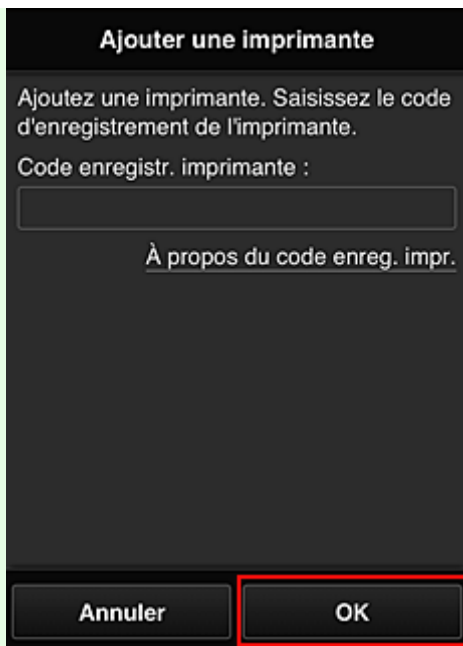 Ajouter une imprimante
Ajoutez une imprimante. Saisissez le code
d'enregistrement de l'imprimante.
Code enregistr. imprimante :
À propos du code enreg. impr.
Annuler
OK